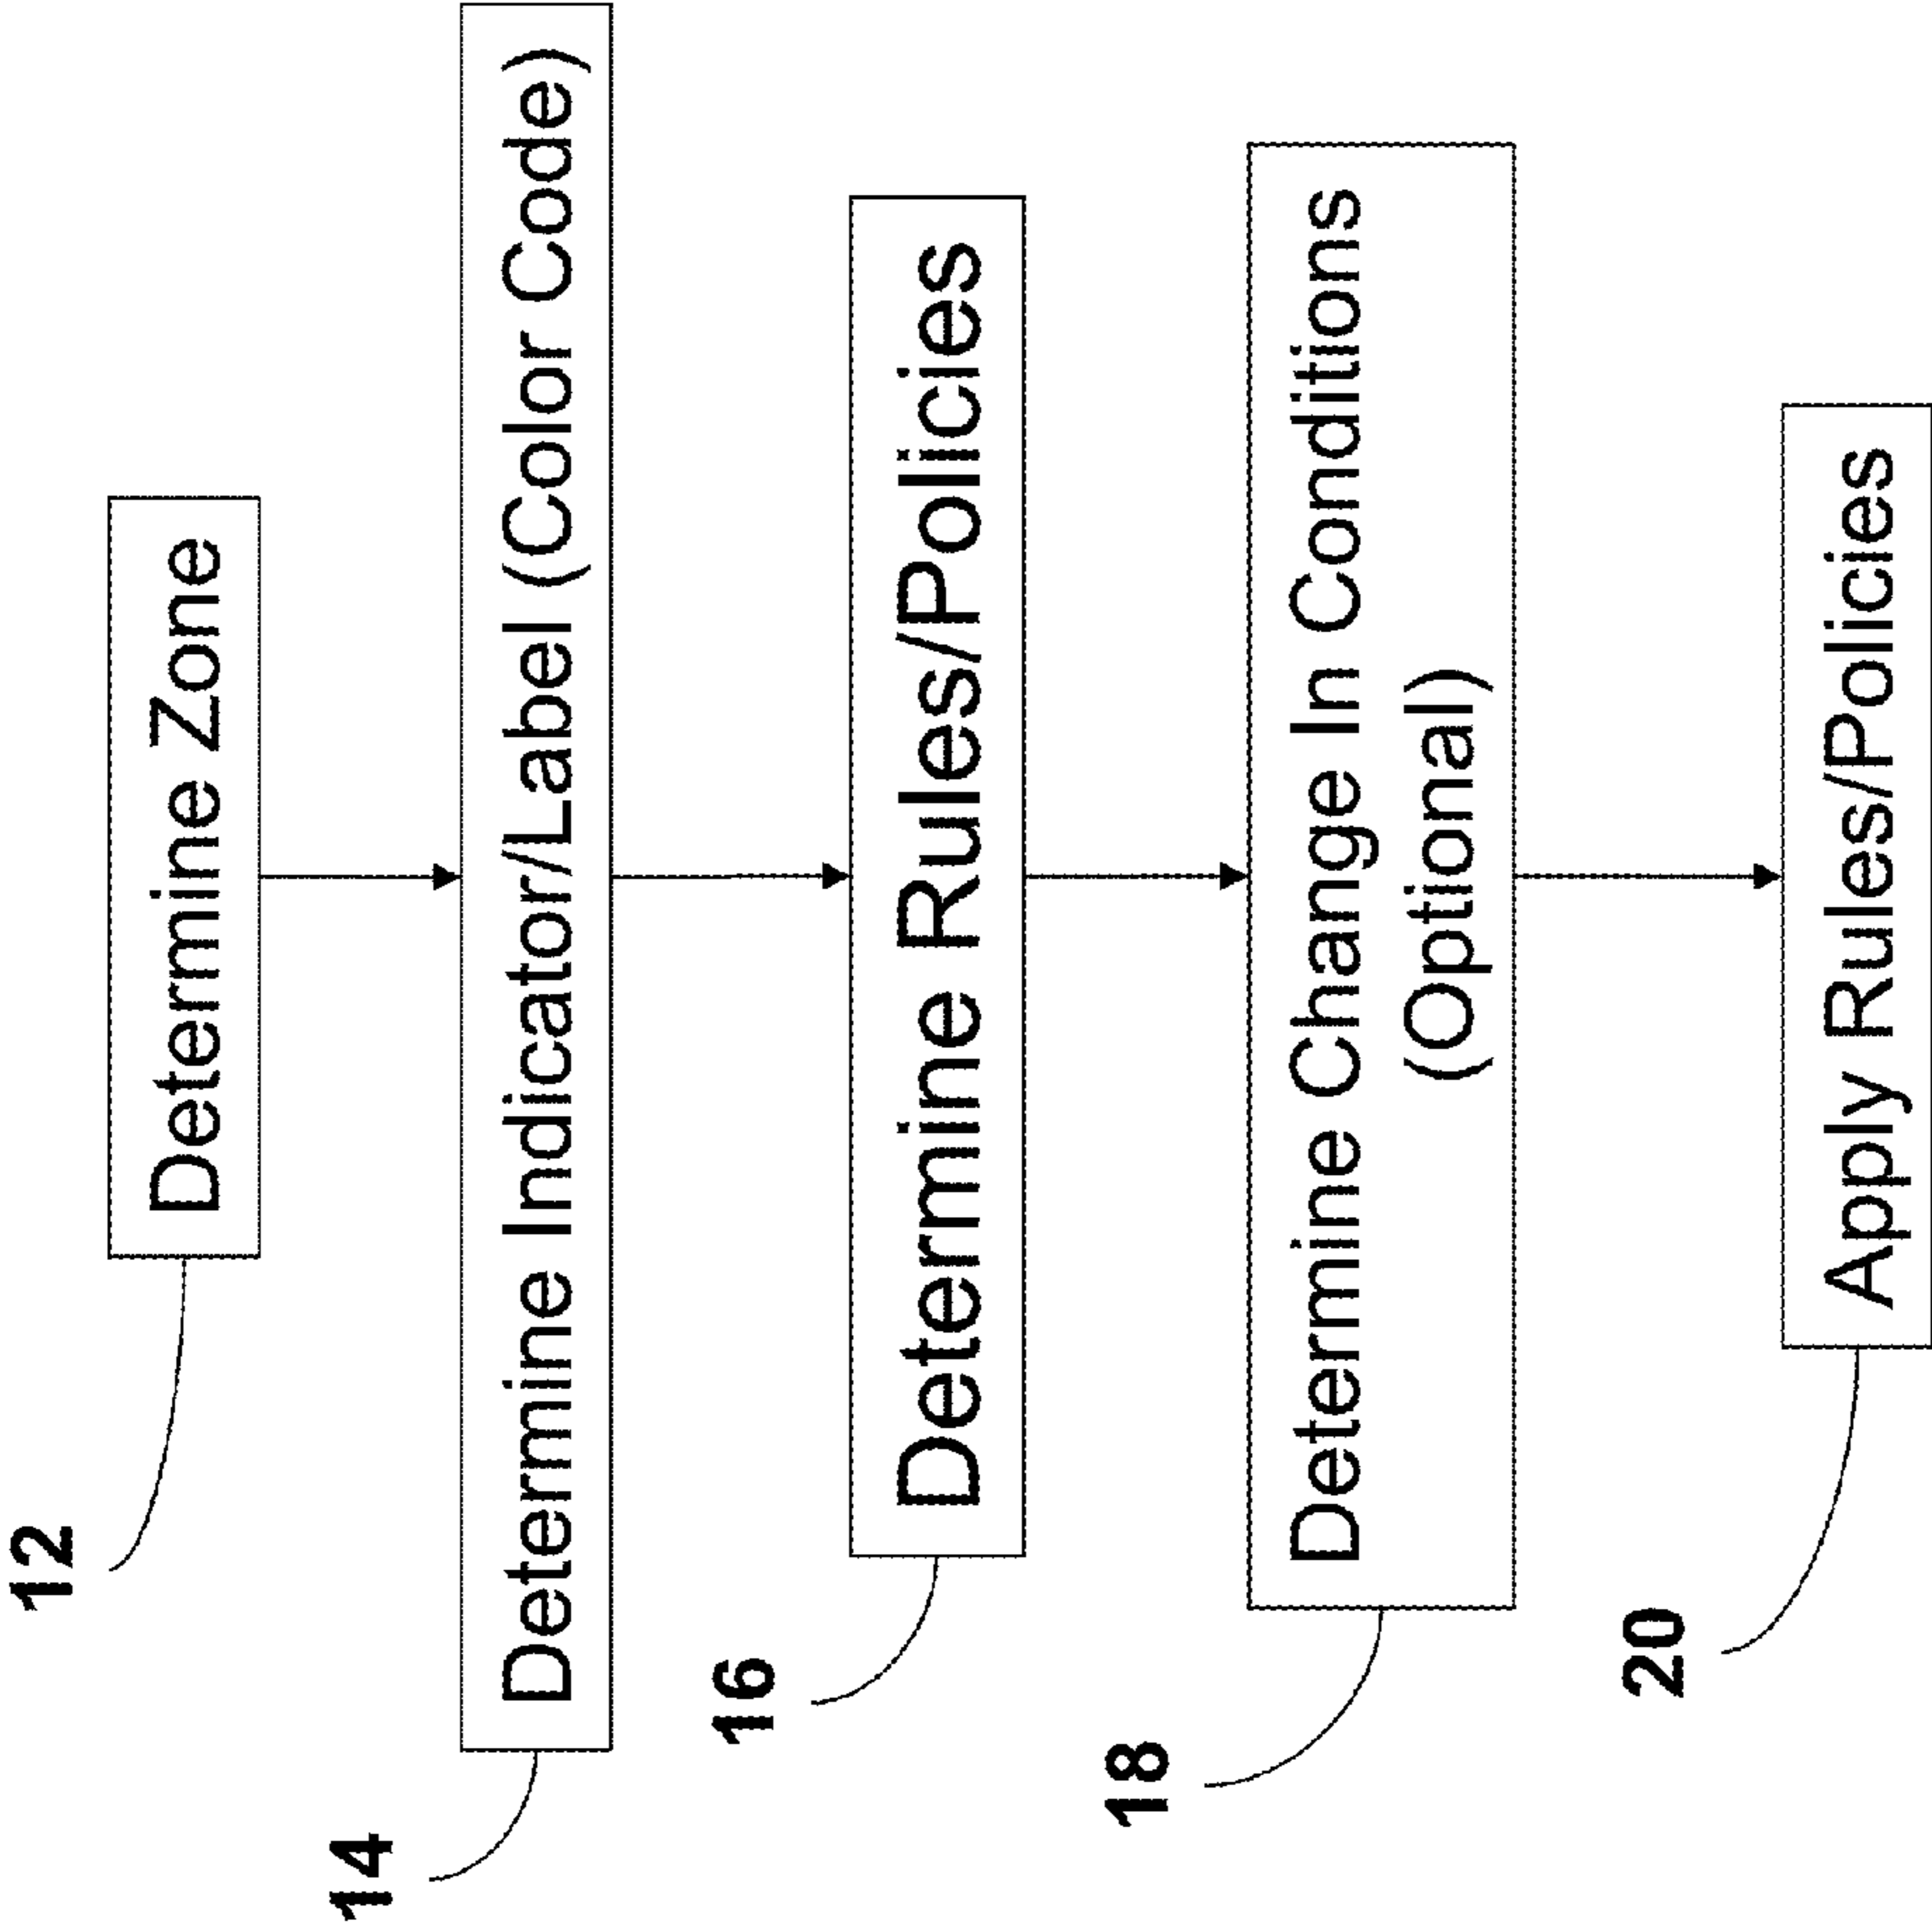 12
Determine Zone
14
Determine Indicator/Label (Color Code)
16
Determine Rules/Policies
18
Determine Change In Conditions
(Optional)
20
Apply Rules/Policies